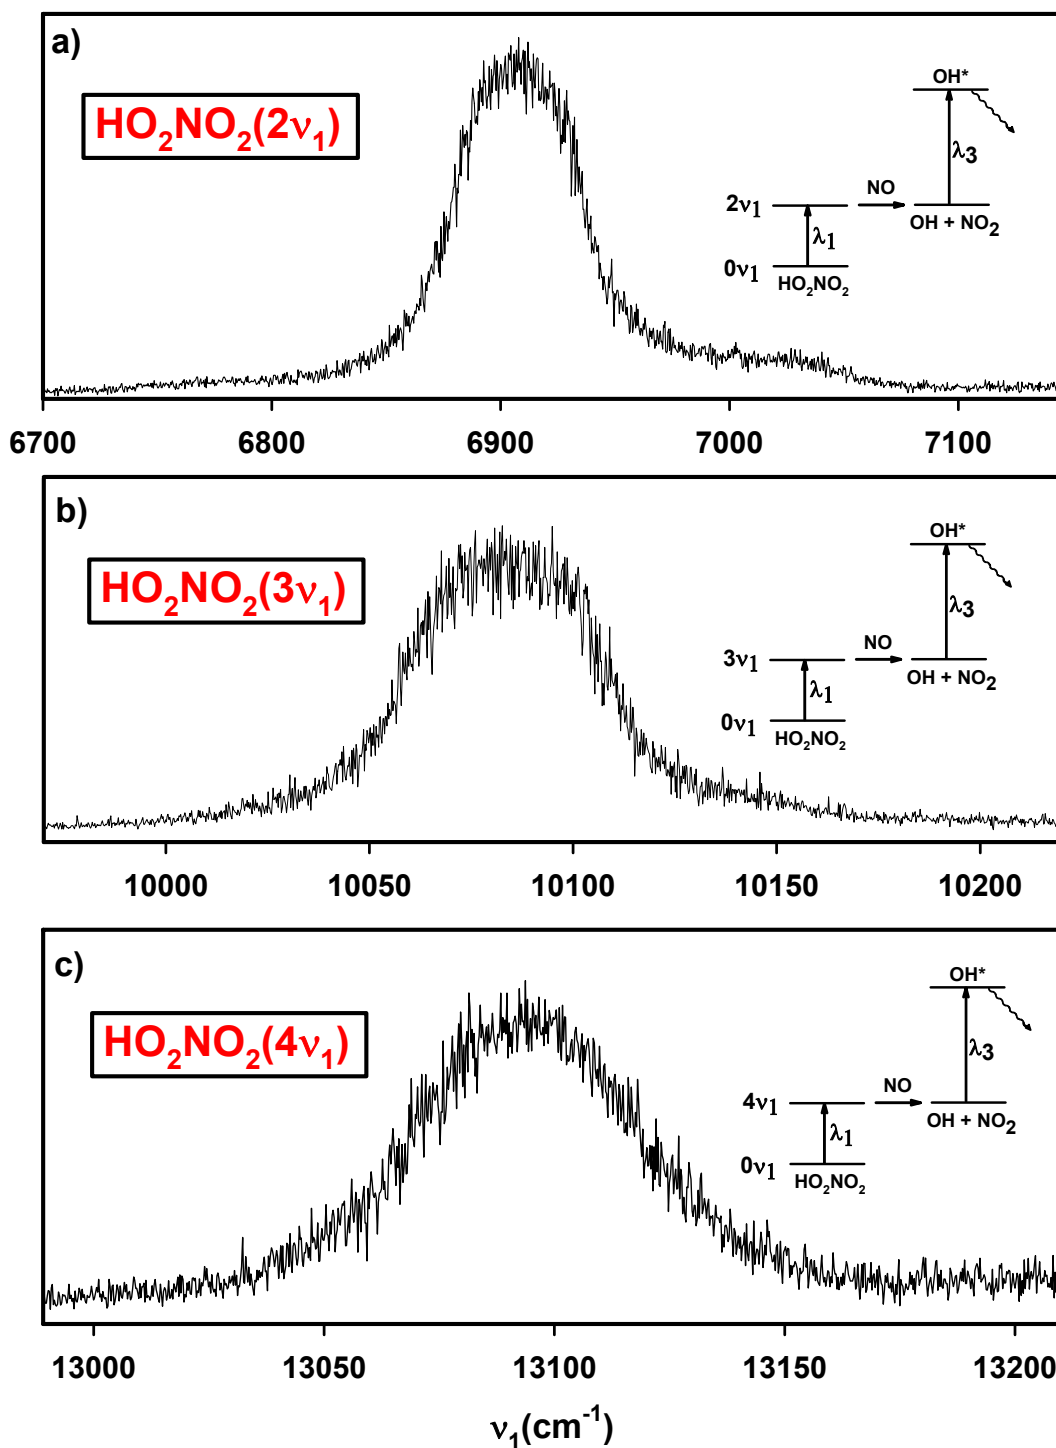 a)
HO₂NO₂(2ν₁)
OH*
λ₃
NO
2ν₁
λ₁
OH + NO₂
0ν₁
HO₂NO₂
6700 6800 6900 7000 7100
b)
HO₂NO₂(3ν₁)
OH*
λ₃
NO
3ν₁
λ₁
OH + NO₂
0ν₁
HO₂NO₂
10000 10050 10100 10150 10200
c)
HO₂NO₂(4ν₁)
OH*
λ₃
NO
4ν₁
λ₁
OH + NO₂
0ν₁
HO₂NO₂
13000 13050 13100 13150 13200
ν₁(cm⁻¹)